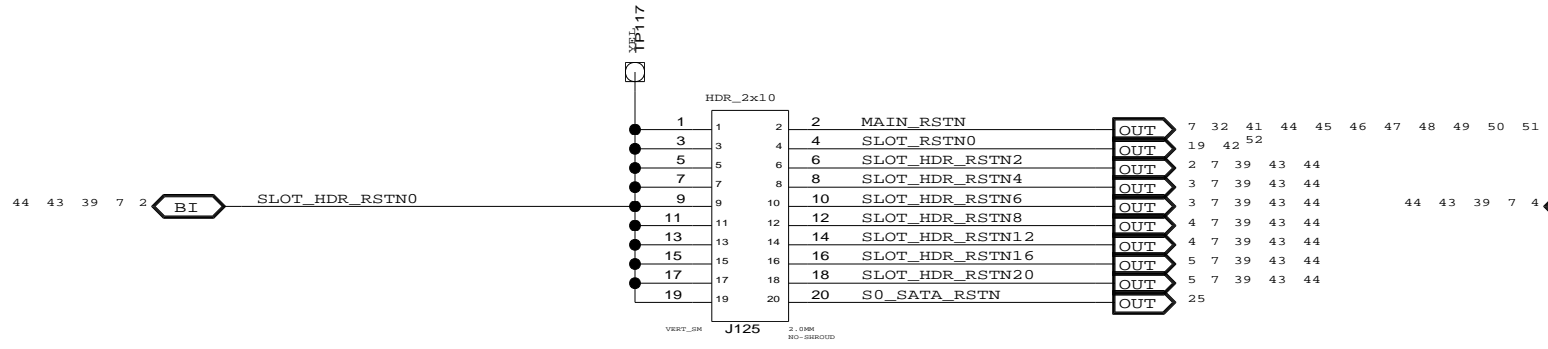 YEL
TP117
HDR_2x10
1 1 2 2 MAIN_RSTN OUT 7 32 41 44 45 46 47 48 49 50 51
52
3 3 4 4 SLOT_RSTN0 OUT 19 42
5 5 6 6 SLOT_HDR_RSTN2 OUT 2 7 39 43 44
7 7 8 8 SLOT_HDR_RSTN4 OUT 3 7 39 43 44
44 43 39 7 2 BI SLOT_HDR_RSTN0 9 9 10 10 SLOT_HDR_RSTN6 OUT 3 7 39 43 44 44 43 39 7 4
11 11 12 12 SLOT_HDR_RSTN8 OUT 4 7 39 43 44
13 13 14 14 SLOT_HDR_RSTN12 OUT 4 7 39 43 44
15 15 16 16 SLOT_HDR_RSTN16 OUT 5 7 39 43 44
17 17 18 18 SLOT_HDR_RSTN20 OUT 5 7 39 43 44
19 19 20 20 S0_SATA_RSTN OUT 25
VERT_SM J125 2.0MM
NO-SHROUD